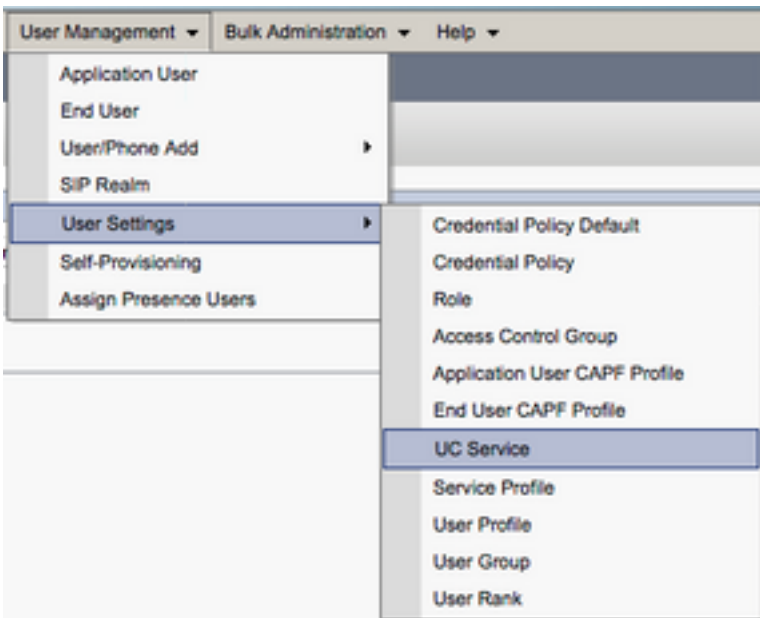 User Management Bulk Administration Help
Application User
End User
User/Phone Add
SIP Realm
User Settings
Self-Provisioning
Assign Presence Users
Credential Policy Default
Credential Policy
Role
Access Control Group
Application User CAPF Profile
End User CAPF Profile
UC Service
Service Profile
User Profile
User Group
User Rank